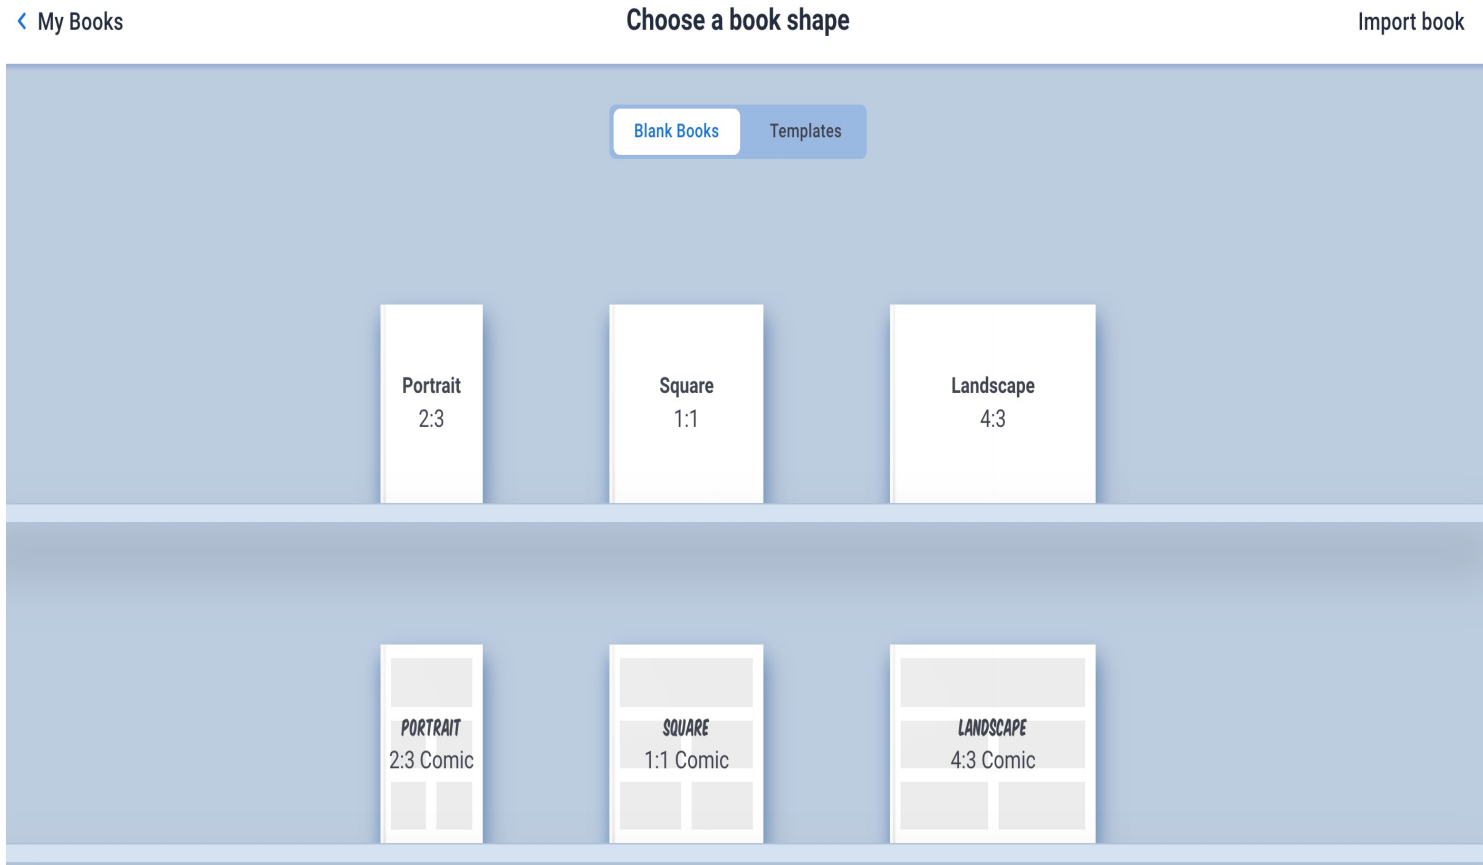 My Books
Choose a book shape
Import book
Blank Books
Templates
Portrait
2:3
Square
1:1
Landscape
4:3
PORTRAIT
2:3 Comic
SQUARE
1:1 Comic
LANDSCAPE
4:3 Comic